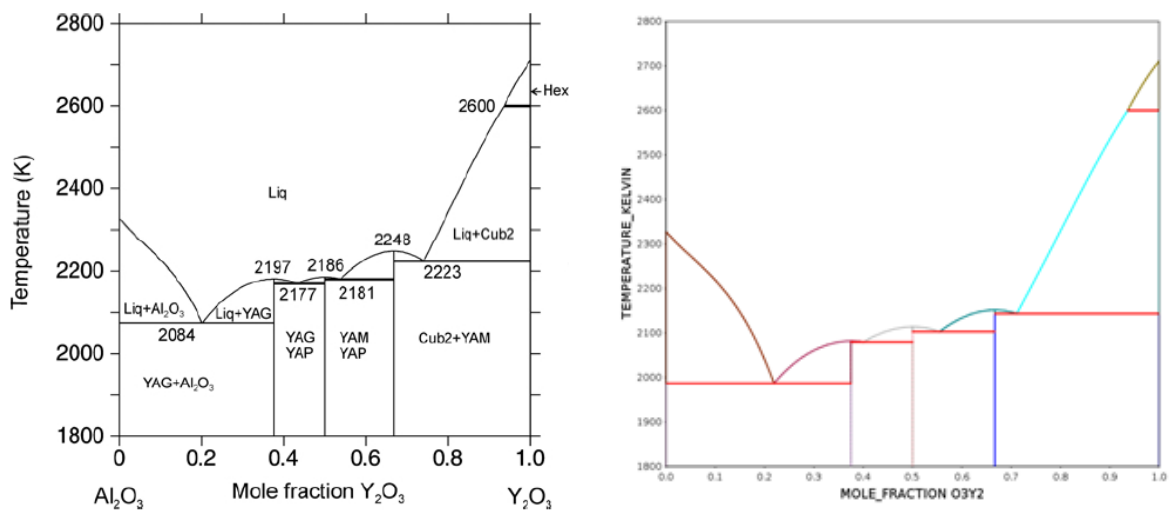 2800
2600
2400
2200
2000
1800
Temperature (K)
2600
Hex
Liq
Liq+Cub2
2248
2197
2186
2223
2177
2181
Liq+Al₂O₃
Liq+YAG
2084
YAG
YAP
YAM
YAP
Cub2+YAM
YAG+Al₂O₃
0
0.2
0.4
0.6
0.8
1.0
Al₂O₃
Mole fraction Y₂O₃
Y₂O₃
2800
2700
2600
2500
2400
2300
2200
2100
2000
1900
1800
TEMPERATURE_KELVIN
0.0
0.1
0.2
0.3
0.4
0.5
0.6
0.7
0.8
0.9
1.0
MOLE_FRACTION O3Y2